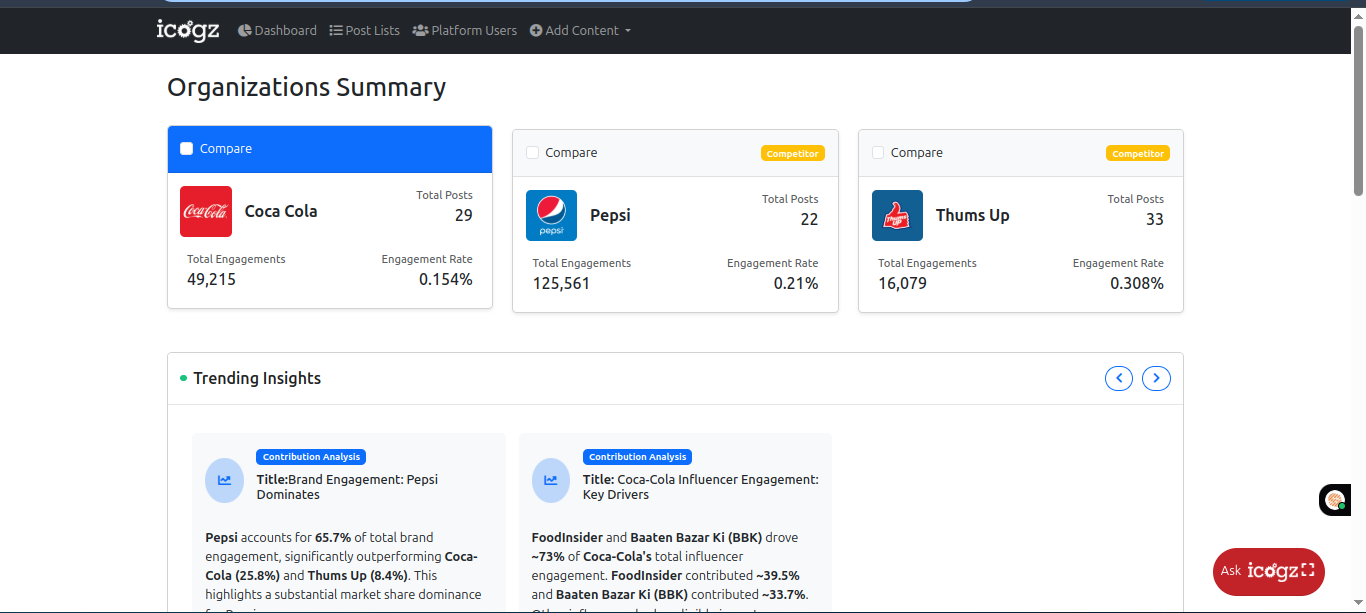 icogz Dashboard Post Lists Platform Users Add Content
Organizations Summary
Compare
Coca-Cola
Coca Cola
Total Posts
29
Total Engagements
49,215
Engagement Rate
0.154%
Compare
Competitor
pepsi
Pepsi
Total Posts
22
Total Engagements
125,561
Engagement Rate
0.21%
Compare
Competitor
Thums UP
Thums Up
Total Posts
33
Total Engagements
16,079
Engagement Rate
0.308%
Trending Insights
Contribution Analysis
Title:Brand Engagement: Pepsi
Dominates
Pepsi accounts for 65.7% of total brand
engagement, significantly outperforming Coca-
Cola (25.8%) and Thums Up (8.4%). This
highlights a substantial market share dominance
Contribution Analysis
Title: Coca-Cola Influencer Engagement:
Key Drivers
FoodInsider and Baaten Bazar Ki (BBK) drove
~73% of Coca-Cola's total influencer
engagement. FoodInsider contributed ~39.5%
and Baaten Bazar Ki (BBK) contributed ~33.7%.
Ask icogz